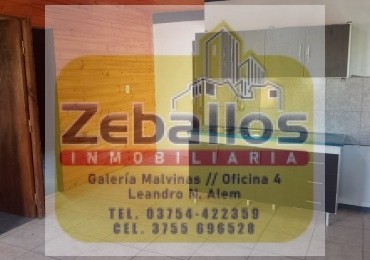 Zeballos
INMOBILIARIA
Galería Malvinas // Oficina 4
Leandro N. Alem
TEL. 03754-422359
CEL. 3755 696528